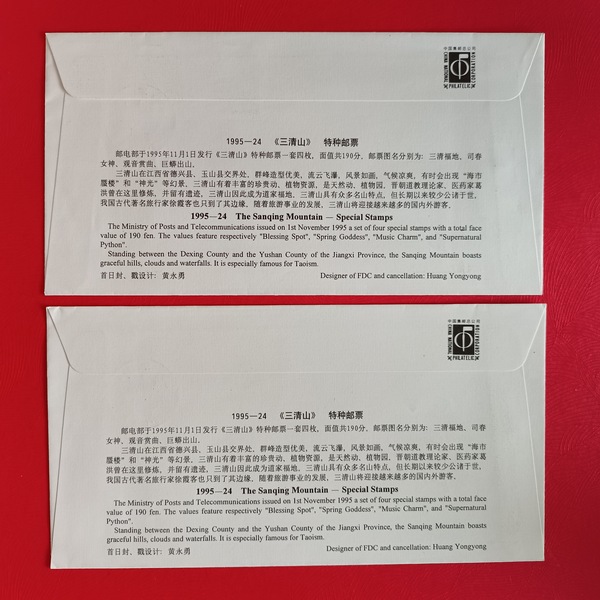 中国集邮总公司
CHINA NATIONAL
PHILATELIC
CORPORATION
1995—24 《三清山》 特种邮票
邮电部于1995年11月1日发行《三清山》特种邮票一套四枚，面值共190分，邮票图名分别为：三清福地、司春
女神、观音赏曲、巨蟒出山。
三清山在江西省德兴县、玉山县交界处，群峰造型优美，流云飞瀑，风景如画，气候凉爽，有时会出现“海市
蜃楼”和“神光”等幻景，三清山有着丰富的珍贵动、植物资源，是天然动、植物园，晋朝道教理论家、医药家葛
洪曾在这里修炼，并留有遗迹，三清山因此成为道家福地，三清山具有众多名山特点，但长期以来较少公诸于世，
我国古代著名旅行家徐霞客也只到了其边缘，随着旅游事业的发展，三清山将迎接越来越多的国内外游客．
1995—24 The Sanqing Mountain — Special Stamps
The Ministry of Posts and Telecommunications issued on 1st November 1995 a set of four special stamps with a total face
value of 190 fen. The values feature respectively "Blessing Spot", "Spring Goddess", "Music Charm", and "Supernatural
Python".
Standing between the Dexing County and the Yushan County of the Jiangxi Province, the Sanqing Mountain boasts
graceful hills, clouds and waterfalls. It is especially famous for Taoism.
首日封、戳设计：黄永勇 Designer of FDC and cancellation: Huang Yongyong
中国集邮总公司
CHINA NATIONAL
PHILATELIC
CORPORATION
1995—24 《三清山》 特种邮票
邮电部于1995年11月1日发行《三清山》特种邮票一套四枚，面值共190分，邮票图名分别为：三清福地、司春
女神、观音赏曲、巨蟒出山。
三清山在江西省德兴县、玉山县交界处，群峰造型优美，流云飞瀑，风景如画，气候凉爽，有时会出现“海市
蜃楼”和“神光”等幻景，三清山有着丰富的珍贵动、植物资源，是天然动、植物园，晋朝道教理论家、医药家葛
洪曾在这里修炼，并留有遗迹，三清山因此成为道家福地，三清山具有众多名山特点，但长期以来较少公诸于世，
我国古代著名旅行家徐霞客也只到了其边缘，随着旅游事业的发展，三清山将迎接越来越多的国内外游客．
1995—24 The Sanqing Mountain — Special Stamps
The Ministry of Posts and Telecommunications issued on 1st November 1995 a set of four special stamps with a total face
value of 190 fen. The values feature respectively "Blessing Spot", "Spring Goddess", "Music Charm", and "Supernatural
Python".
Standing between the Dexing County and the Yushan County of the Jiangxi Province, the Sanqing Mountain boasts
graceful hills, clouds and waterfalls. It is especially famous for Taoism.
首日封、戳设计：黄永勇 Designer of FDC and cancellation: Huang Yongyong